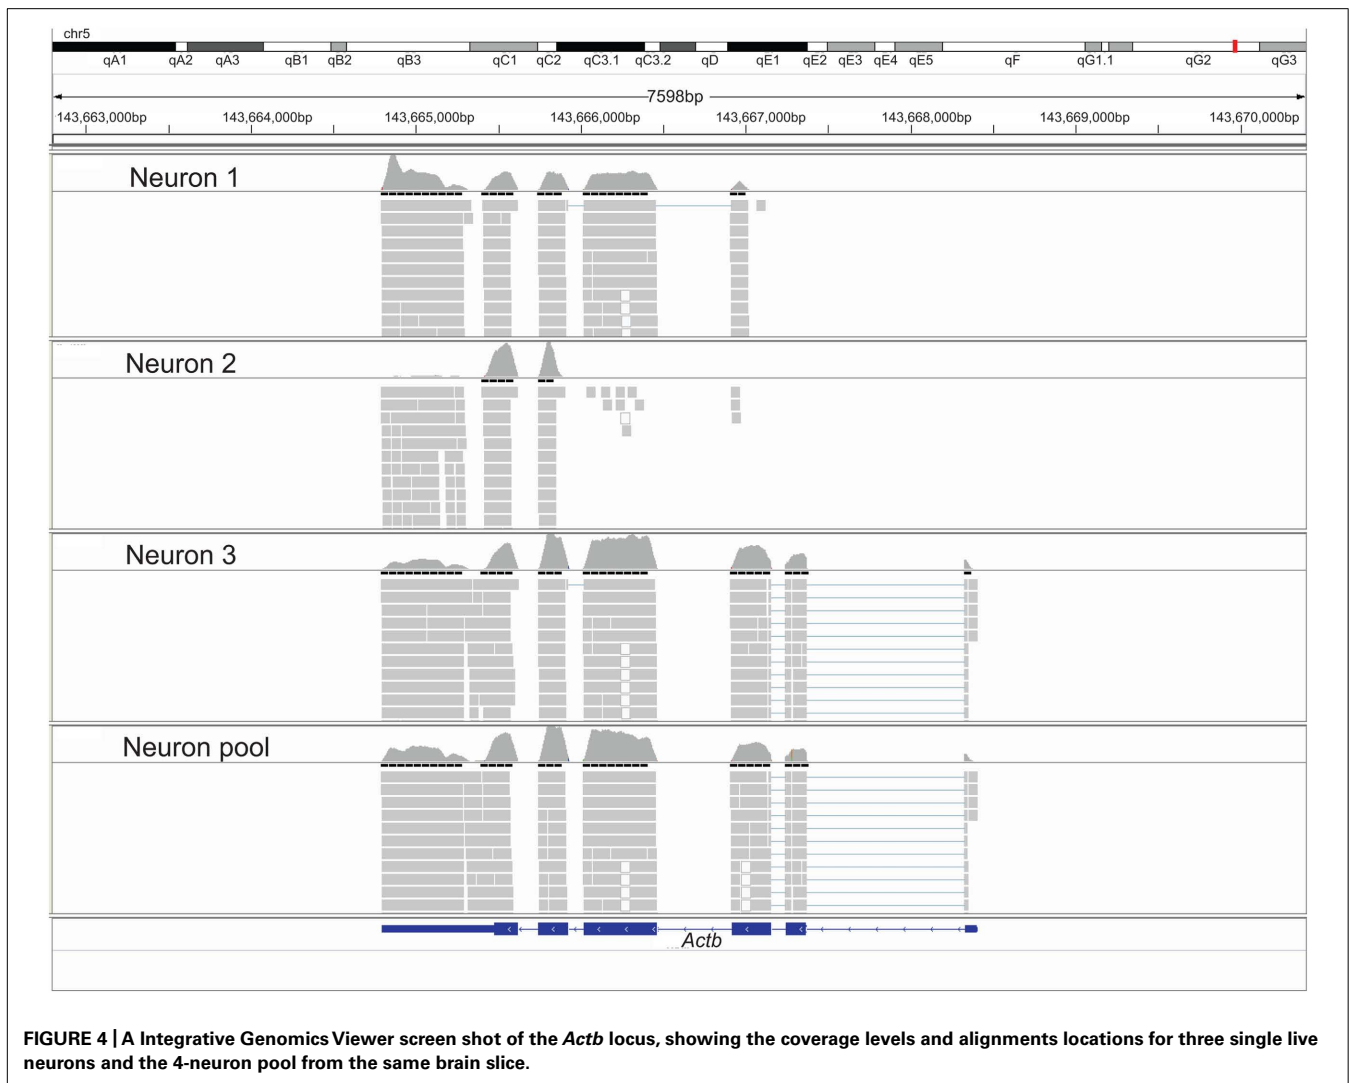 chr5
qA1 qA2 qA3 qB1 qB2 qB3 qC1 qC2 qC3.1 qC3.2 qD qE1 qE2 qE3 qE4 qE5 qF qG1.1 qG2 qG3
7598bp
143,663,000bp 143,664,000bp 143,665,000bp 143,666,000bp 143,667,000bp 143,668,000bp 143,669,000bp 143,670,000bp
Neuron 1
Neuron 2
Neuron 3
Neuron pool
Actb
FIGURE 4 | A Integrative Genomics Viewer screen shot of the Actb locus, showing the coverage levels and alignments locations for three single live
neurons and the 4-neuron pool from the same brain slice.